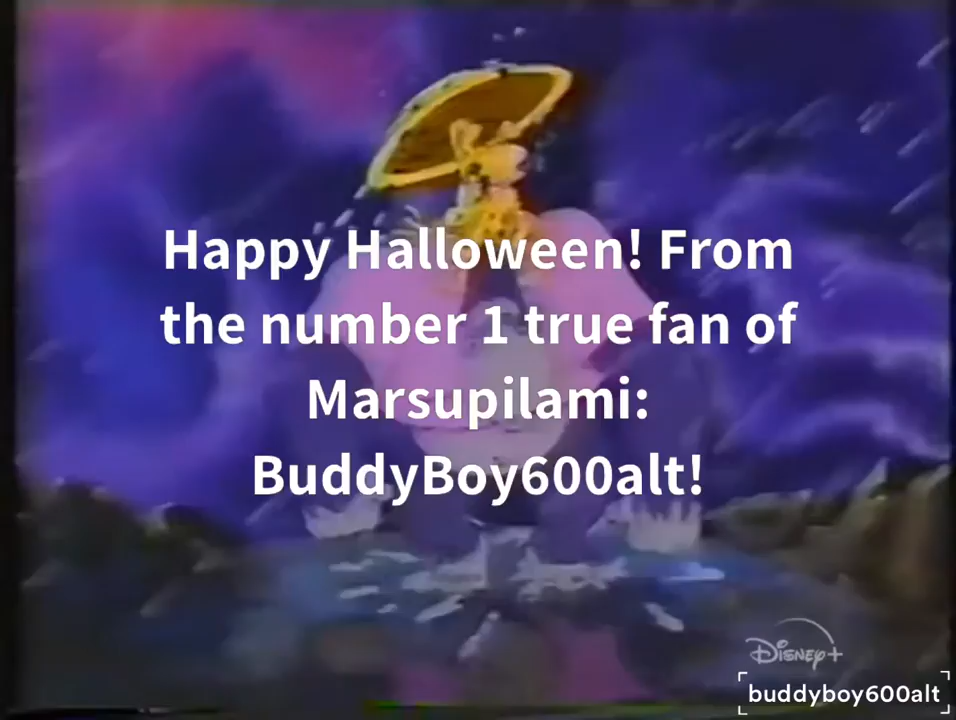 Happy Halloween! From
the number 1 true fan of
Marsupilami:
BuddyBoy600alt!
Disney+
buddyboy600alt